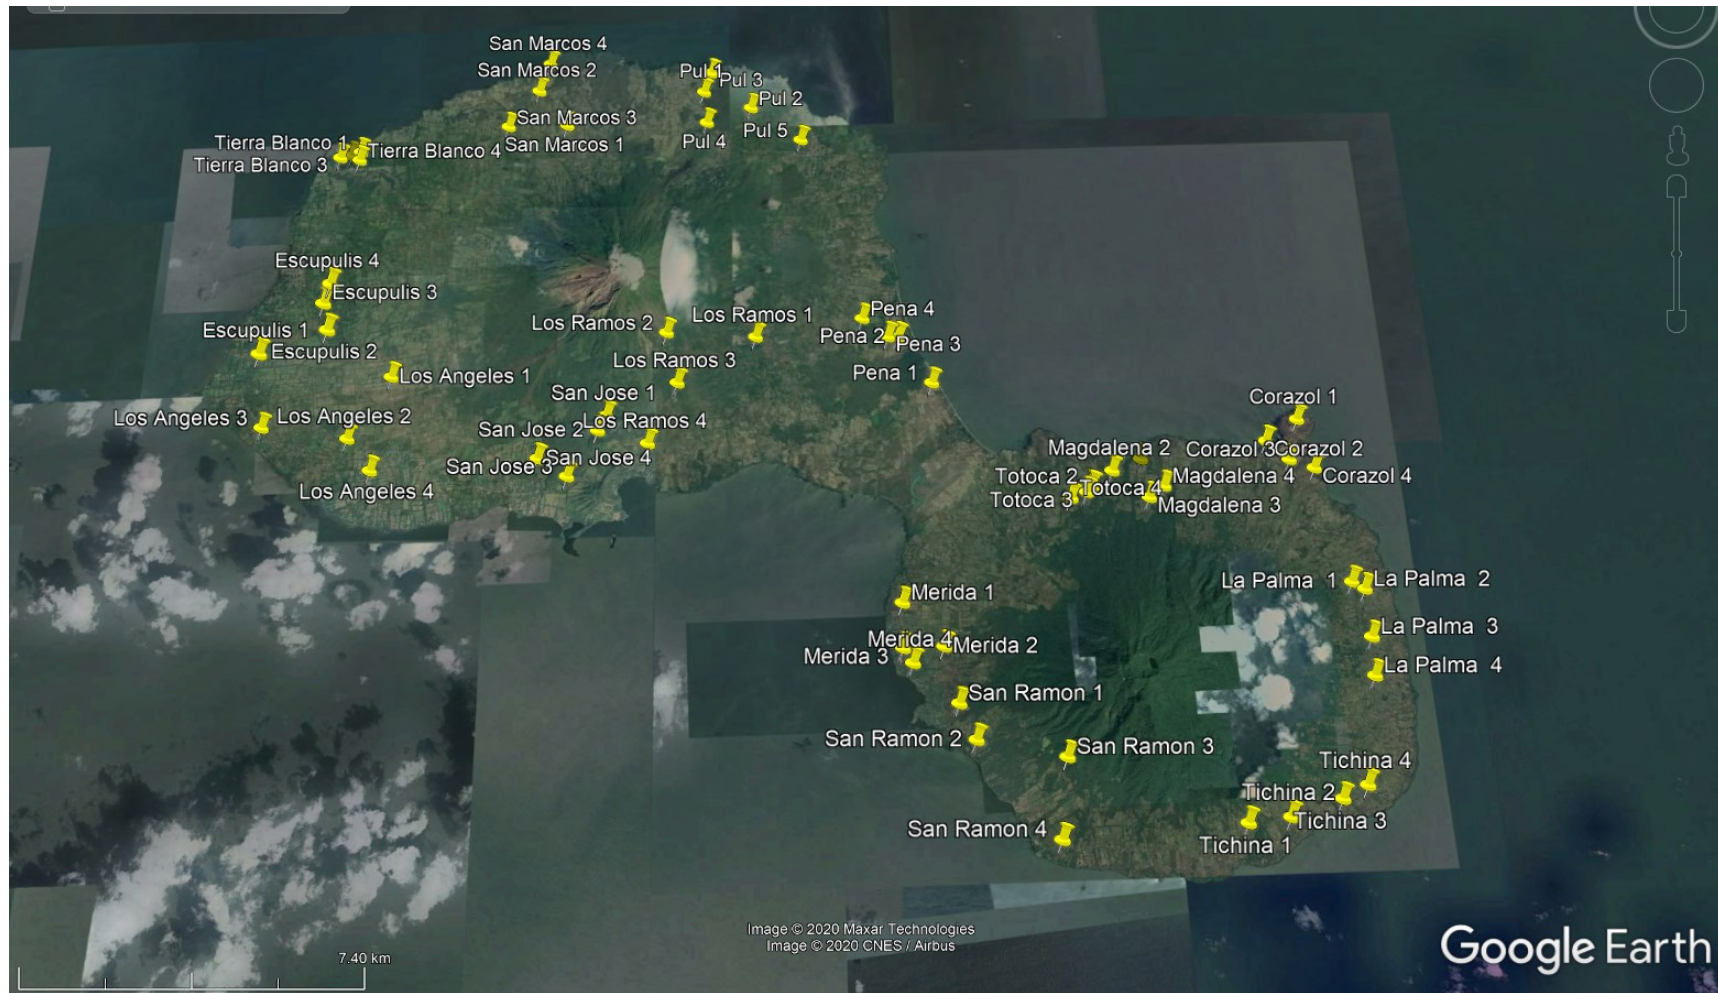 San Marcos 4
San Marcos 2
Pul 1
Pul 3
Pul 2
San Marcos 3
Pul 5
Tierra Blanco 1
Pul 4
San Marcos 1
Tierra Blanco 4
Tierra Blanco 3
Escupulis 4
Escupulis 3
Pena 4
Los Ramos 1
Los Ramos 2
Escupulis 1
Pena 2
Pena 3
Escupulis 2
Los Ramos 3
Pena 1
Los Angeles 1
San Jose 1
Corazol 1
Los Angeles 3
Los Angeles 2
Los Ramos 4
San Jose 2
Magdalena 2
Corazol 3
Corazol 2
San Jose 4
San Jose 3
Totoca 2
Magdalena 4
Corazol 4
Totoca 4
Los Angeles 4
Totoca 3
Magdalena 3
La Palma 1
La Palma 2
Merida 1
La Palma 3
Merida 4
Merida 2
Merida 3
La Palma 4
San Ramon 1
San Ramon 2
San Ramon 3
Tichina 4
Tichina 2
Tichina 3
San Ramon 4
Tichina 1
Image © 2020 Maxar Technologies
Image © 2020 CNES / Airbus
Google Earth
7.40 km